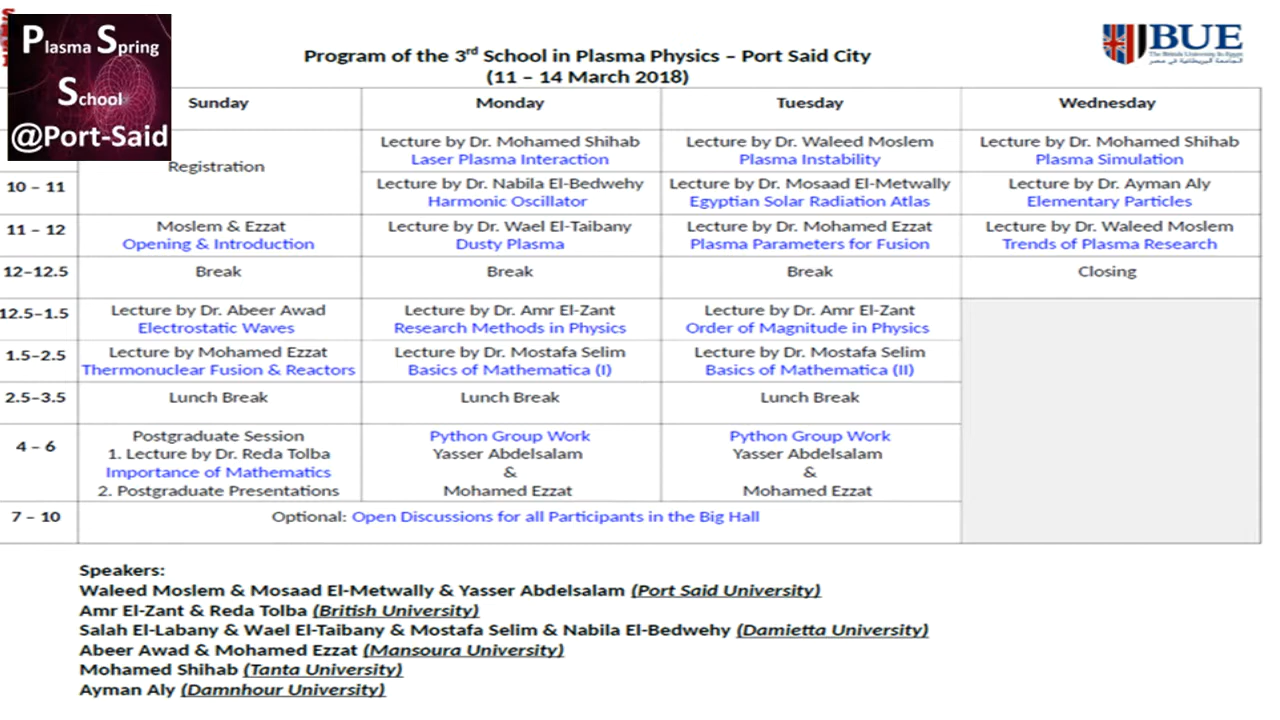 Plasma Spring
School
@Port-Said
BUE
The British University in Egypt
الجامعة البريطانية في مصر
Program of the 3rd School in Plasma Physics – Port Said City
(11 – 14 March 2018)
Sunday Monday Tuesday Wednesday
Registration
Lecture by Dr. Mohamed Shihab
Laser Plasma Interaction
Lecture by Dr. Waleed Moslem
Plasma Instability
Lecture by Dr. Mohamed Shihab
Plasma Simulation
10 – 11
Lecture by Dr. Nabila El-Bedwehy
Harmonic Oscillator
Lecture by Dr. Mosaad El-Metwally
Egyptian Solar Radiation Atlas
Lecture by Dr. Ayman Aly
Elementary Particles
11 – 12
Moslem & Ezzat
Opening & Introduction
Lecture by Dr. Wael El-Taibany
Dusty Plasma
Lecture by Dr. Mohamed Ezzat
Plasma Parameters for Fusion
Lecture by Dr. Waleed Moslem
Trends of Plasma Research
12–12.5 Break Break Break Closing
12.5–1.5
Lecture by Dr. Abeer Awad
Electrostatic Waves
Lecture by Dr. Amr El-Zant
Research Methods in Physics
Lecture by Dr. Amr El-Zant
Order of Magnitude in Physics
1.5–2.5
Lecture by Mohamed Ezzat
Thermonuclear Fusion & Reactors
Lecture by Dr. Mostafa Selim
Basics of Mathematica (I)
Lecture by Dr. Mostafa Selim
Basics of Mathematica (II)
2.5–3.5 Lunch Break Lunch Break Lunch Break
4 – 6
Postgraduate Session
1. Lecture by Dr. Reda Tolba
Importance of Mathematics
2. Postgraduate Presentations
Python Group Work
Yasser Abdelsalam
&
Mohamed Ezzat
Python Group Work
Yasser Abdelsalam
&
Mohamed Ezzat
7 – 10 Optional: Open Discussions for all Participants in the Big Hall
Speakers:
Waleed Moslem & Mosaad El-Metwally & Yasser Abdelsalam (Port Said University)
Amr El-Zant & Reda Tolba (British University)
Salah El-Labany & Wael El-Taibany & Mostafa Selim & Nabila El-Bedwehy (Damietta University)
Abeer Awad & Mohamed Ezzat (Mansoura University)
Mohamed Shihab (Tanta University)
Ayman Aly (Damnhour University)